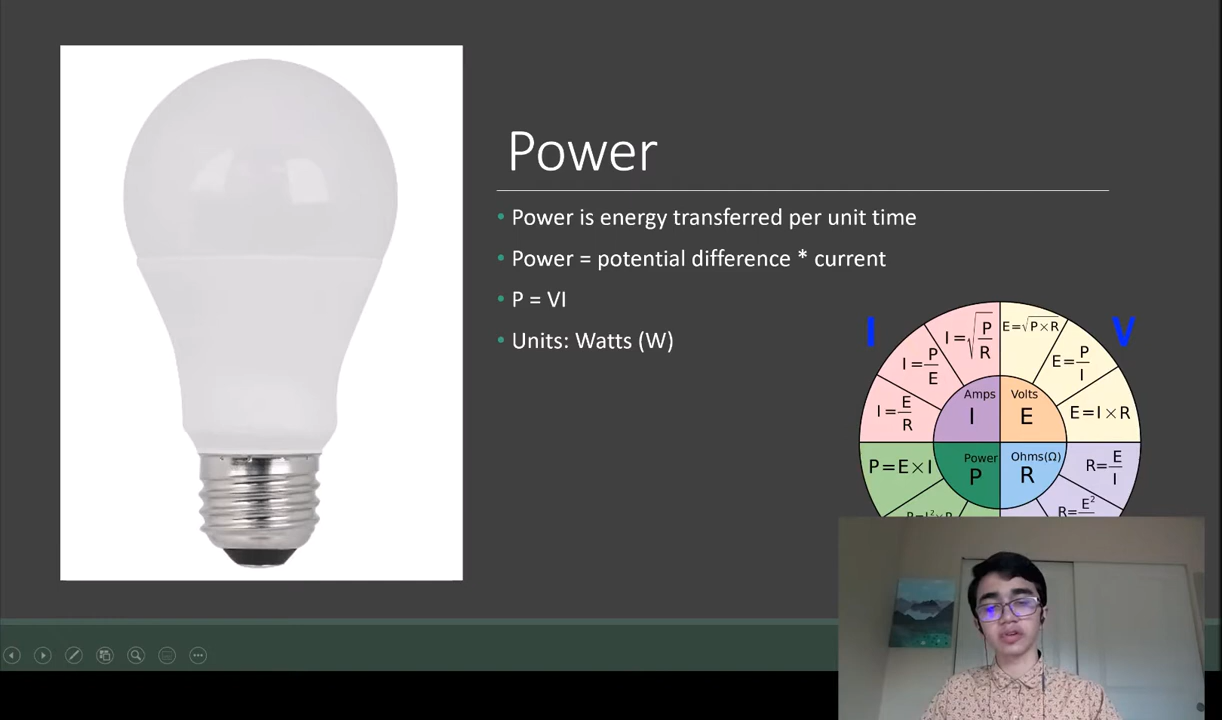 Power
• Power is energy transferred per unit time
• Power = potential difference * current
• P = VI
• Units: Watts (W)
I
V
I=√P/R
E=√P×R
I=P/E
E=P/I
I=E/R
E=I×R
Amps
I
Volts
E
Power
P
Ohms(Ω)
R
P=E×I
R=E/I
R=E²